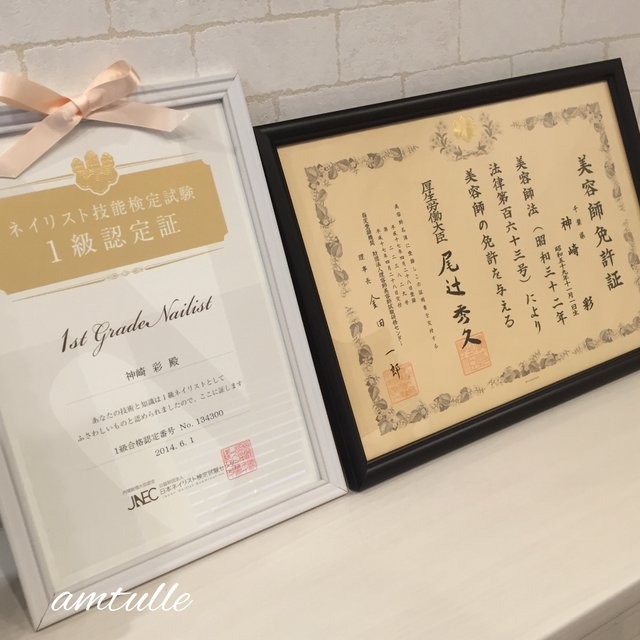 ネイリスト技能検定試験
1級認定証
1st Grade Nailist
神崎 彩 殿
あなたの技術と知識は1級ネイリストとして
ふさわしいものと認められましたので、ここに証します
1級合格認定番号 No.134300
2014.6.1
JNEC
日本ネイリスト検定試験セ
美容師免許証
千葉県
神崎 彩
美容師法(昭和三十二年
法律第百六十三号)により
美容師の免許を与える
厚生労働大臣 尾辻秀久
理事長 金田一郎
amtulle